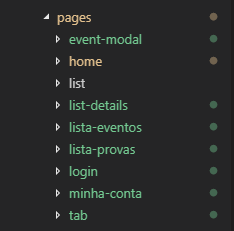 pages
event-modal
home
list
list-details
lista-eventos
lista-provas
login
minha-conta
tab